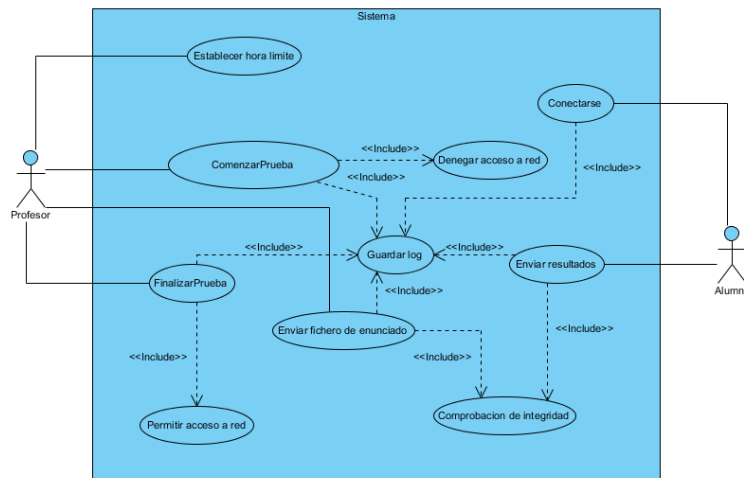 Sistema
Establecer hora limite
Conectarse
<<Include>>
ComenzarPrueba
Denegar acceso a red
<<Include>>
<<Include>>
Profesor
<<Include>>
Guardar log
<<Include>>
Enviar resultados
FinalizarPrueba
<<Include>>
Alumn
Enviar fichero de enunciado
<<Include>>
<<Include>>
<<Include>>
Comprobacion de integridad
Permitir acceso a red